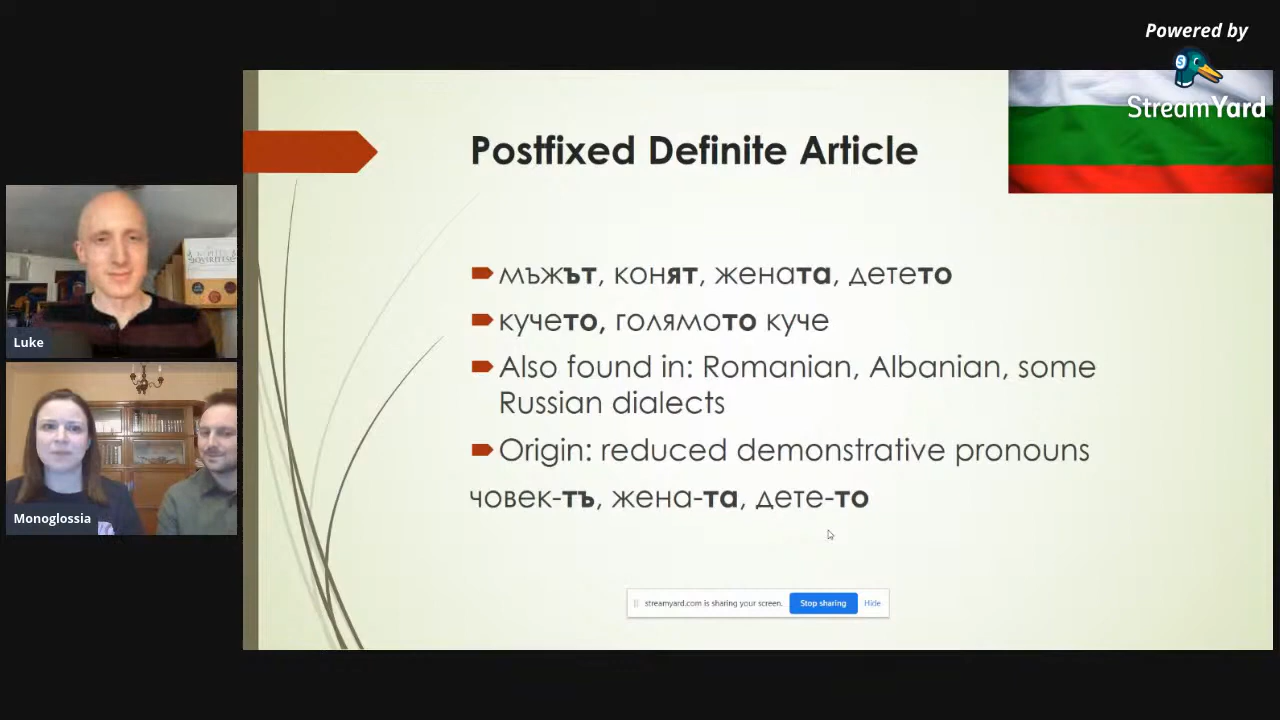 Powered by
StreamYard
Postfixed Definite Article
мъжът, конят, жената, детето
кучето, голямото куче
Also found in: Romanian, Albanian, some
Russian dialects
Origin: reduced demonstrative pronouns
човек-тъ, жена-та, дете-то
streamyard.com is sharing your screen.
Stop sharing
Hide
Luke
Monoglossia